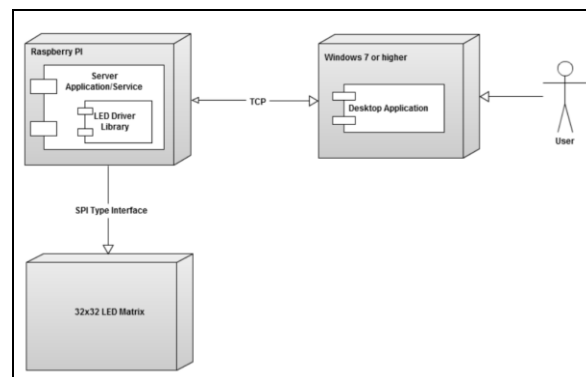 Raspberry PI
Server
Application/Service
LED Driver
Library
TCP
Windows 7 or higher
Desktop Application
User
SPI Type Interface
32x32 LED Matrix